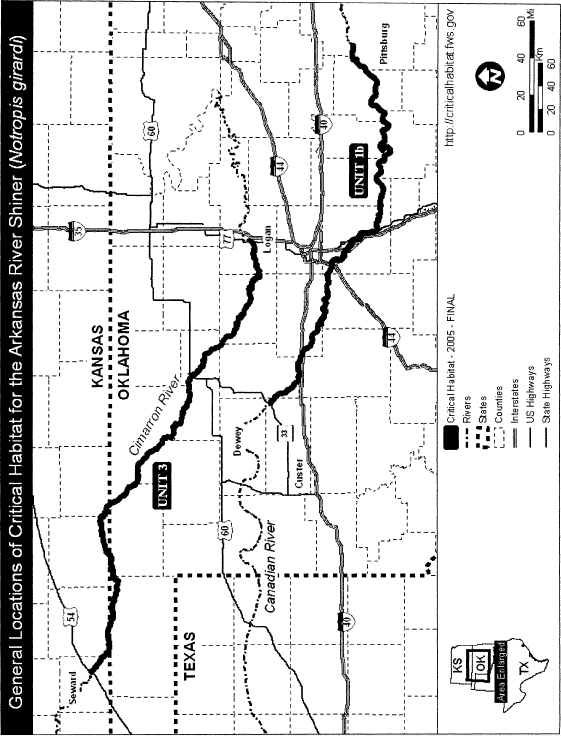 General Locations of Critical Habitat for the Arkansas River Shiner (Notropis girardi)
Seward
54
35
60
KANSAS
OKLAHOMA
Cimarron River
UNIT 3
77
Logan
44
40
Pittsburg
UNIT 1b
TEXAS
60
Dewey
33
Custer
Canadian River
40
44
KS
OK
Area Enlarged
TX
Critical Habitat - 2005 - FINAL
Rivers
States
Counties
Interstates
US Highways
State Highways
http://criticalhabitat.fws.gov
N
0 20 40 60
Mi
0 20 40 60
Km